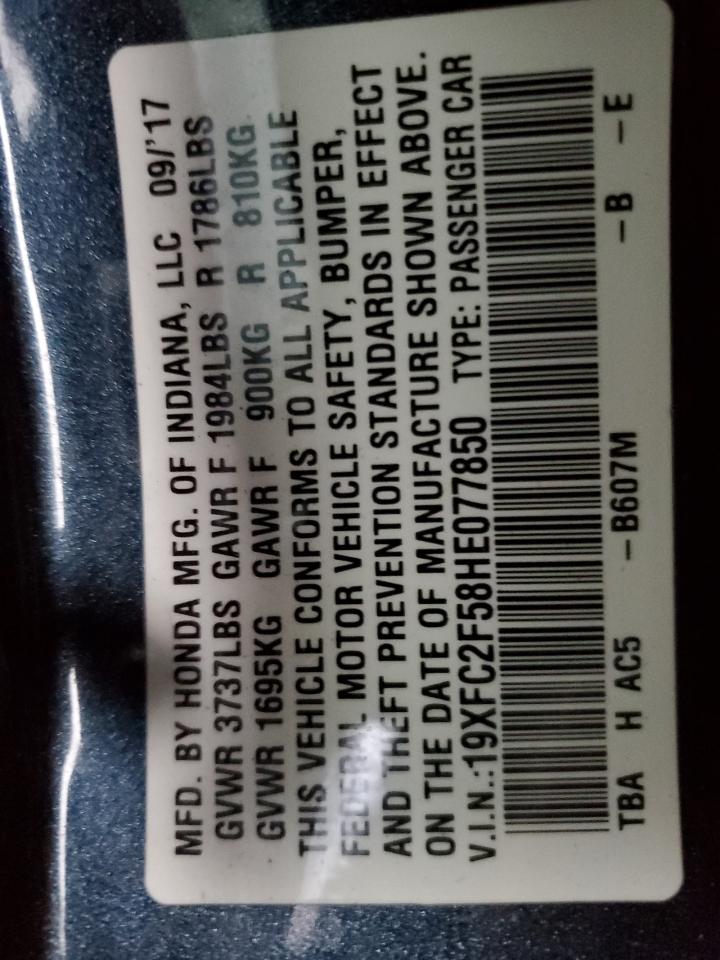 MFD. BY HONDA MFG. OF INDIANA, LLC 09/'17
GVWR 3737LBS GAWR F 1984LBS R 1786LBS
GVWR 1695KG GAWR F 900KG R 810KG
THIS VEHICLE CONFORMS TO ALL APPLICABLE
FEDERAL MOTOR VEHICLE SAFETY, BUMPER,
AND THEFT PREVENTION STANDARDS IN EFFECT
ON THE DATE OF MANUFACTURE SHOWN ABOVE.
V.I.N.:19XFC2F58HE077850 TYPE: PASSENGER CAR
TBA H AC5 –B607M –B –E